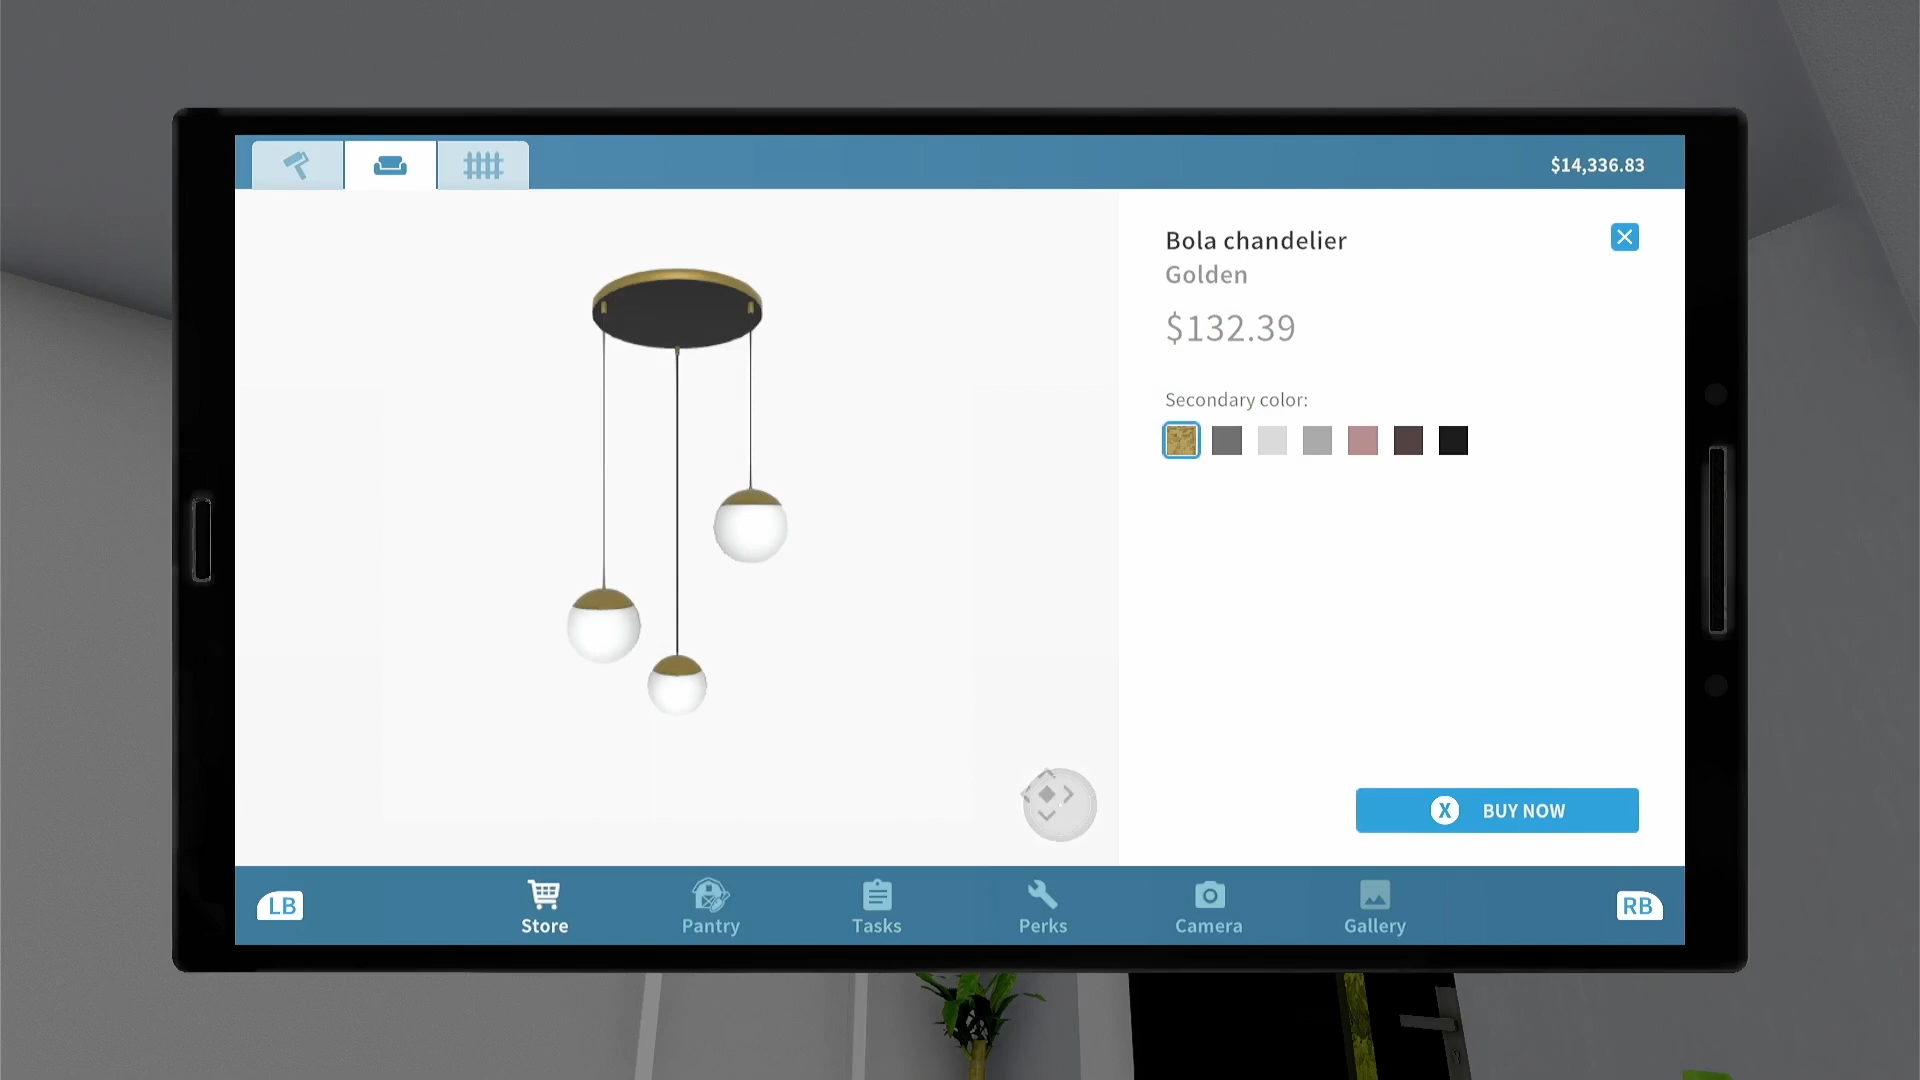 $14,336.83
Bola chandelier
Golden
$132.39
Secondary color:
X BUY NOW
LB
Store
Pantry
Tasks
Perks
Camera
Gallery
RB